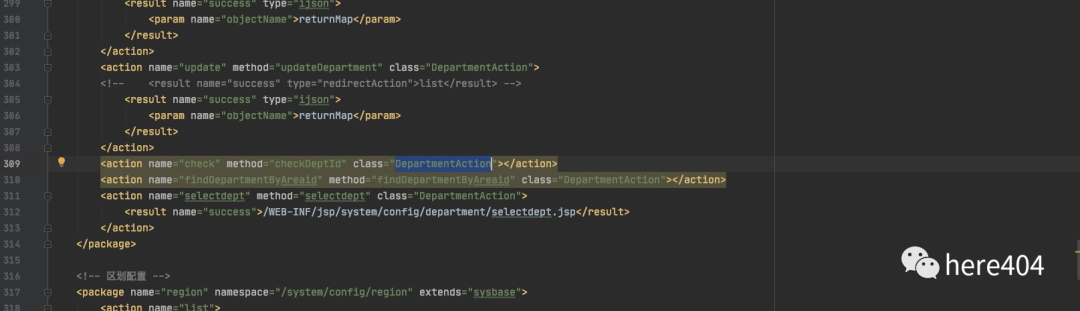 299 <result name="success" type="ijson">
300 <param name="objectName">returnMap</param>
301 </result>
302 </action>
303 <action name="update" method="updateDepartment" class="DepartmentAction">
304 <!-- <result name="success" type="redirectAction">list</result> -->
305 <result name="success" type="ijson">
306 <param name="objectName">returnMap</param>
307 </result>
308 </action>
309 <action name="check" method="checkDeptId" class="DepartmentAction"></action>
310 <action name="findDepartmentByAreaid" method="findDepartmentByAreaid" class="DepartmentAction"></action>
311 <action name="selectdept" method="selectdept" class="DepartmentAction">
312 <result name="success">/WEB-INF/jsp/system/config/department/selectdept.jsp</result>
313 </action>
314 </package>
315
316 <!-- 区划配置 -->
317 <package name="region" namespace="/system/config/region" extends="sysbase">
318 <action name="list">
here404